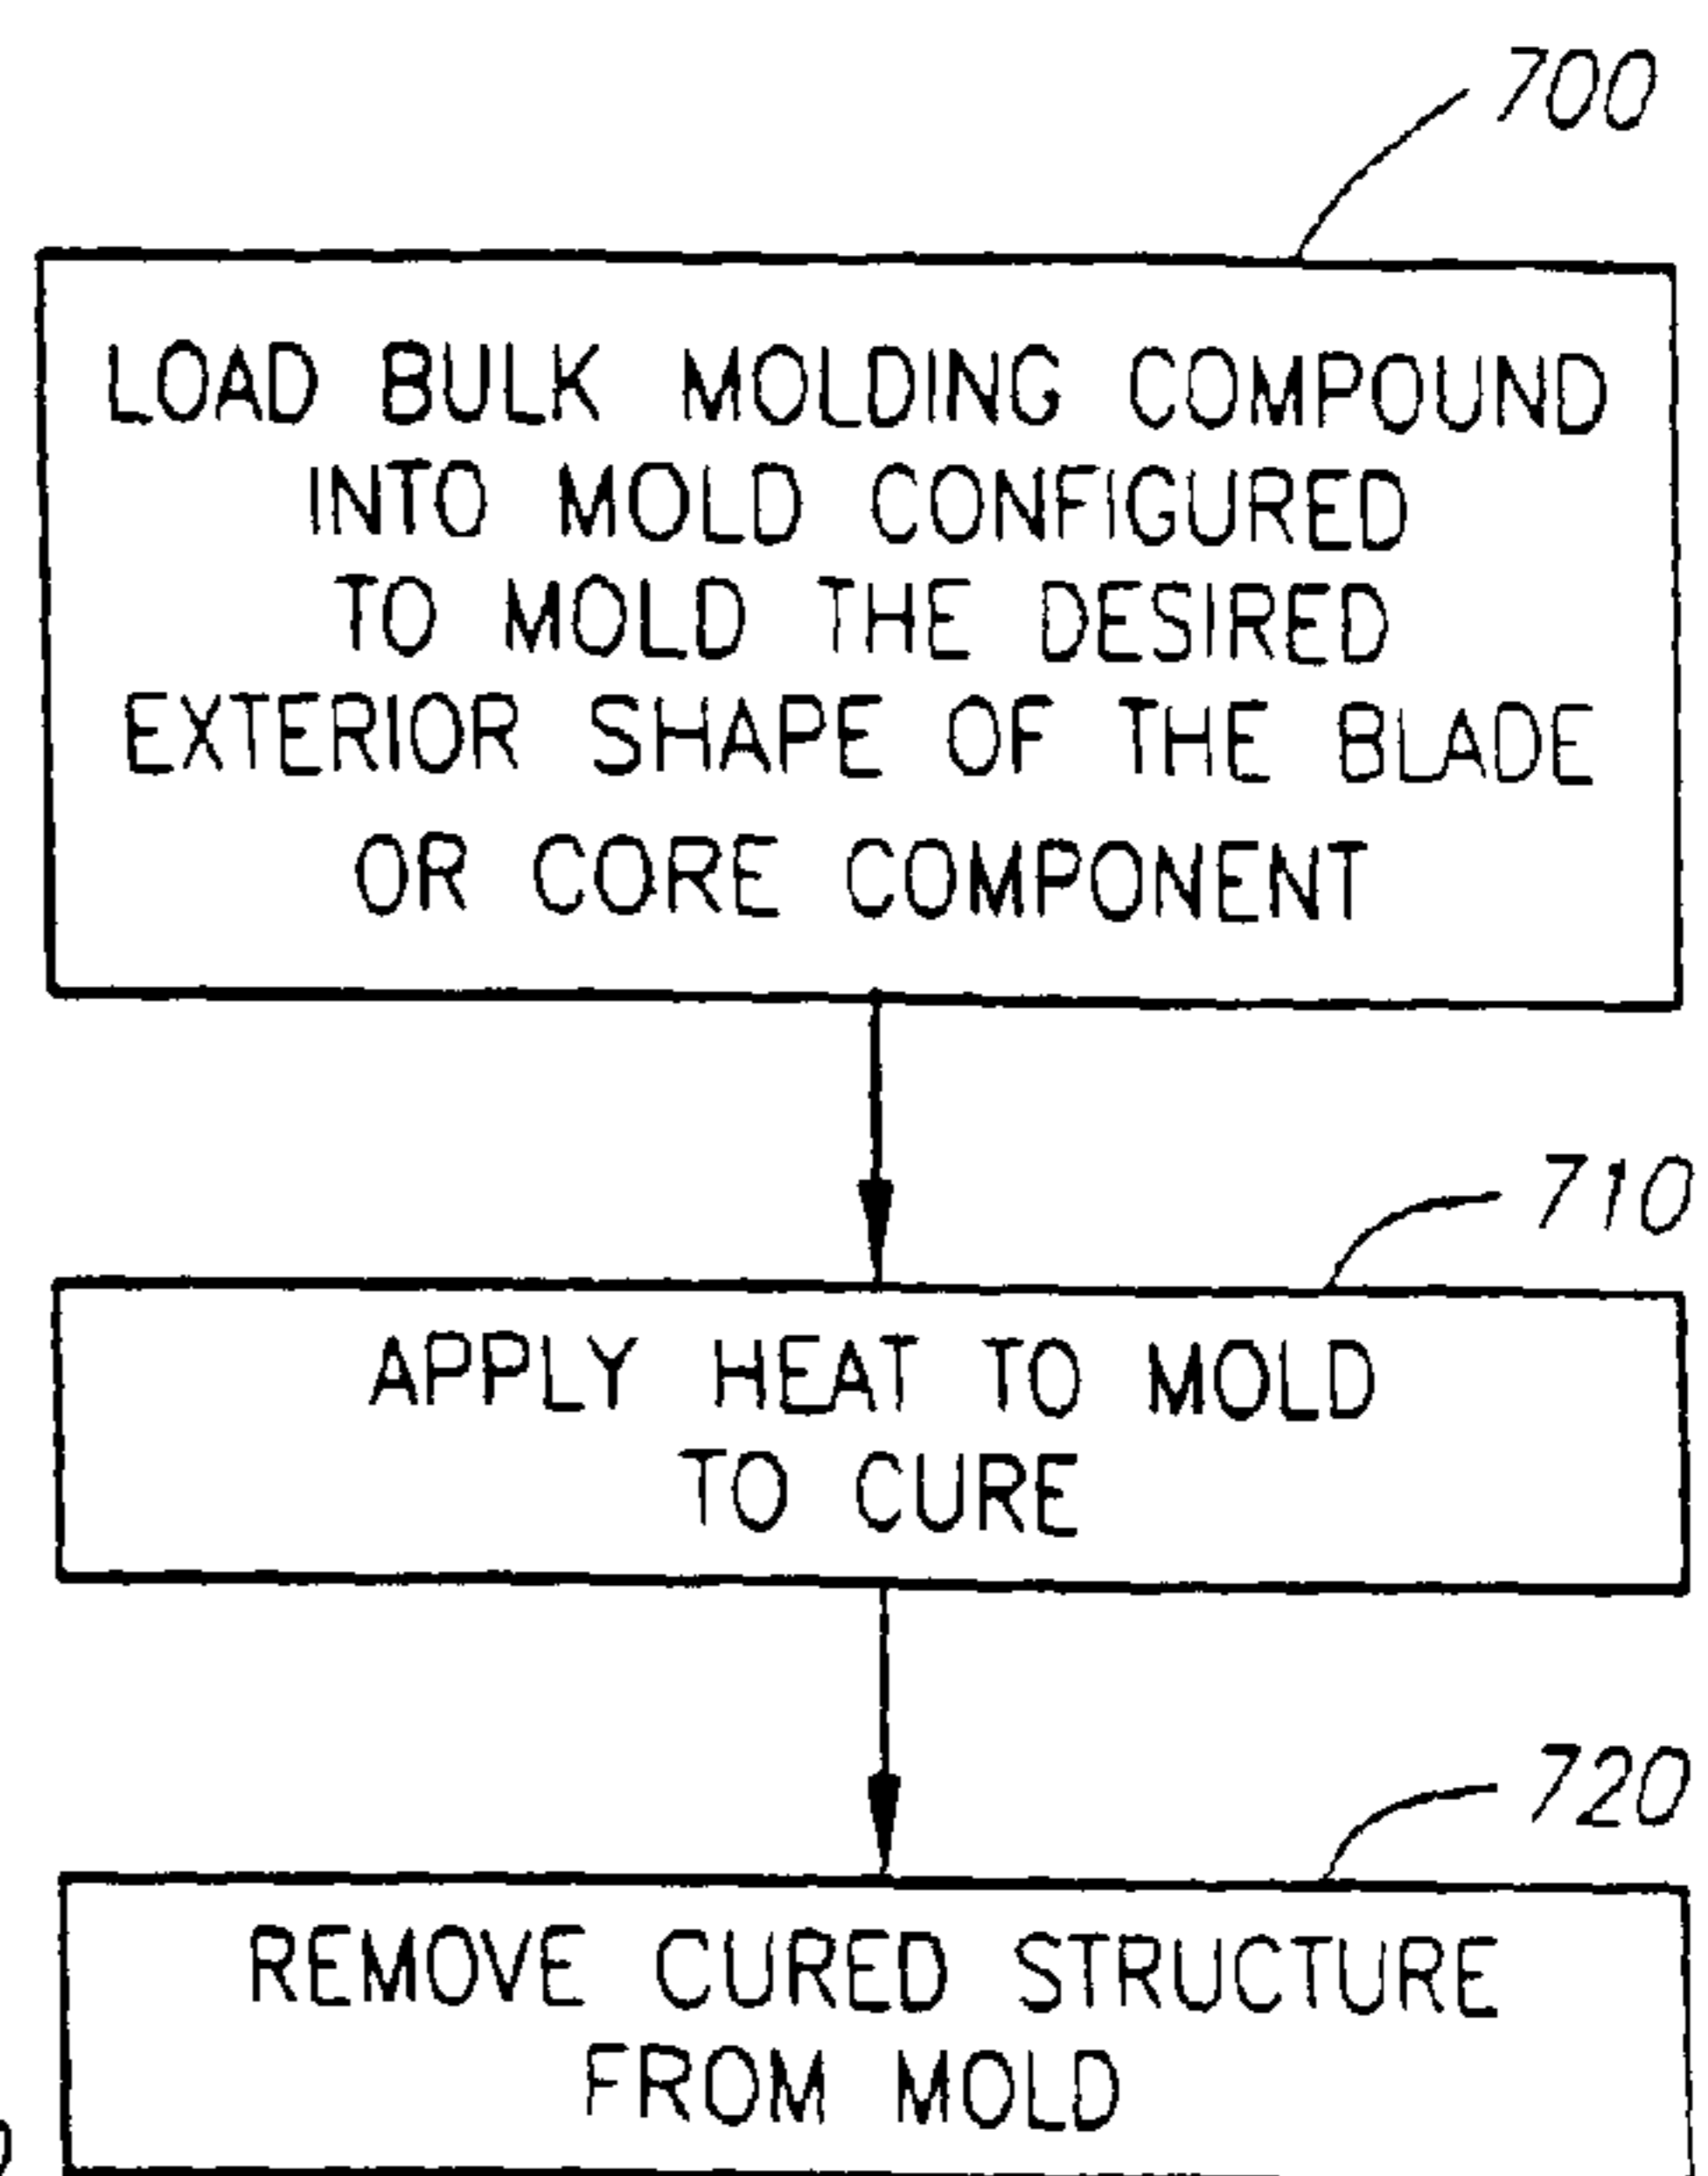 700
LOAD BULK MOLDING COMPOUND
INTO MOLD CONFIGURED
TO MOLD THE DESIRED
EXTERIOR SHAPE OF THE BLADE
OR CORE COMPONENT
710
APPLY HEAT TO MOLD
TO CURE
720
REMOVE CURED STRUCTURE
FROM MOLD